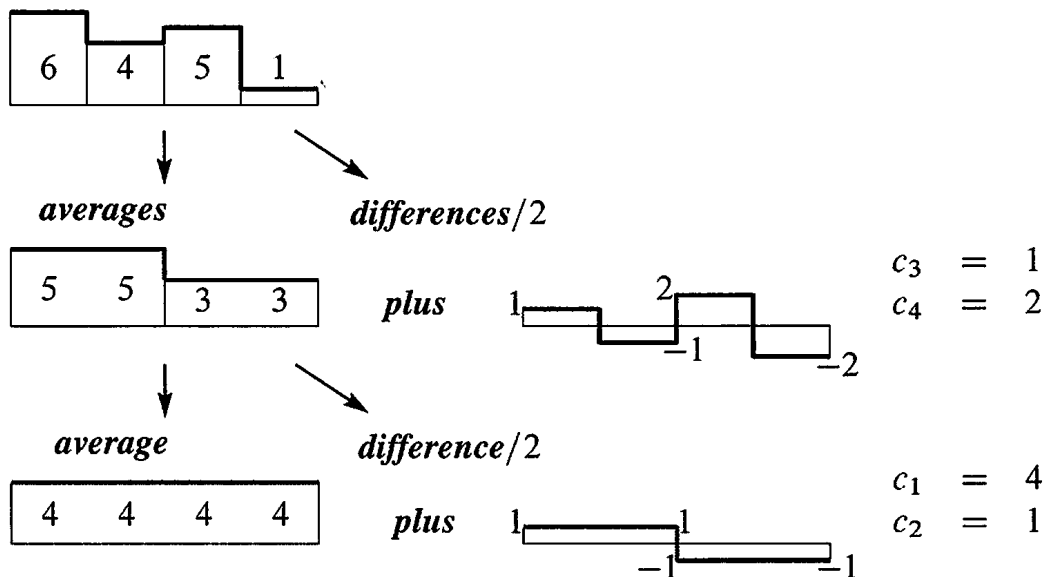 6 4 5 1
averages differences/2
5 5 3 3 plus 1 −1 2 −2
c₃ = 1
c₄ = 2
average difference/2
4 4 4 4 plus 1 1 −1 −1
c₁ = 4
c₂ = 1